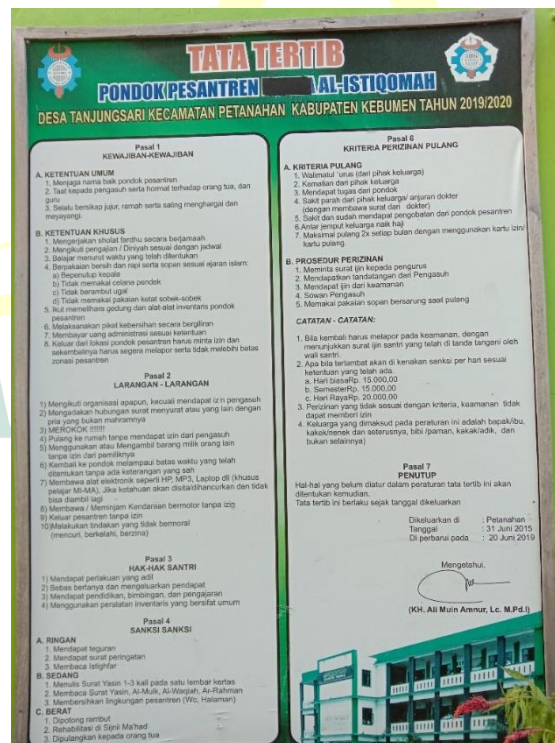 TATA TERTIB
PONDOK PESANTREN AL-ISTIQOMAH
DESA TANJUNGSARI KECAMATAN PETANAHAN KABUPATEN KEBUMEN TAHUN 2019/2020
Pasal 1
KEWAJIBAN-KEWAJIBAN
A. KETENTUAN UMUM
1. Menjaga nama baik pondok pesantren
2. Taat kepada pengasuh serta hormat terhadap orang tua, dan
guru
3. Selalu bersikap jujur, ramah serta saling menghargai dan
meyayangi.
B. KETENTUAN KHUSUS
1. Mengerjakan sholat fardhu secara berjamaah
2. Mengikuti pengajian / Diniyah sesuai dengan jadwal
3. Belajar menurut waktu yang telah ditentukan
4. Berpakaian bersih dan rapi serta sopan sesuai ajaran islam:
a) Bepenutup kepala
b) Tidak memakai celana pendek
c) Tidak berambut ugal
d) Tidak memakai pakaian ketat sobek-sobek
5. Ikut memelihara gedung dan alat-alat inventaris pondok
pesantren
6. Melaksanakan piket kebersihan secara bergiliran
7. Membayar uang administrasi sesuai ketentuan
8. Keluar dari lokasi pondok pesantren harus minta izin dan
sekembalinya harus segera melapor serta tidak melebihi batas
zonasi pesantren
Pasal 2
LARANGAN - LARANGAN
1) Mengikuti organisasi apapun, kecuali mendapat izin pengasuh
2) Mengadakan hubungan surat menyurat atau yang lain dengan
pria yang bukan mahramnya
3) MEROKOK !!!!!!!
4) Pulang ke rumah tanpa mendapat izin dari pengasuh
5) Menggunakan atau Mengambil barang milik orang lain
tanpa izin dari pemiliknya
6) Kembali ke pondok melampaui batas waktu yang telah
ditentukan tanpa ada keterangan yang sah
7) Membawa alat elektronik seperti HP, MP3, Laptop dll (khusus
pelajar MI-MA), Jika ketahuan akan disita/dihancurkan dan tidak
bisa diambil lagi
8) Membawa / Meminjam Kendaraan bermotor tanpa izin
9) Keluar pesantren tanpa izin
10)Melakukan tindakan yang tidak bermoral
(mencuri, berkelahi, berzina)
Pasal 3
HAK-HAK SANTRI
1) Mendapat perlakuan yang adil
2) Bebas bertanya dan mengeluarkan pendapat
3) Mendapat pendidikan, bimbingan, dan pengajaran
4) Menggunakan peralatan inventaris yang bersifat umum
Pasal 4
SANKSI SANKSI
A. RINGAN
1. Mendapat teguran
2. Mendapat surat peringatan
3. Membaca Istighfar
B. SEDANG
1. Menulis Surat Yasin 1-3 kali pada satu lembar kertas
2. Membaca Surat Yasin, Al-Mulk, Al-Waqiah, Ar-Rahman
3. Membersihkan lingkungan pesantren (Wc, Halaman)
C. BERAT
1. Dipotong rambut
2. Rehabilitasi di Sijnil Ma'had
3. Dipulangkan kepada orang tua
Pasal 6
KRITERIA PERIZINAN PULANG
A. KRITERIA PULANG
1. Walimatul 'urus (dari pihak keluarga)
2. Kematian dari pihak keluarga
3. Mendapat tugas dari pondok
4. Sakit parah dari pihak keluarga/ anjuran dokter
(dengan membawa surat dari dokter)
5. Sakit dan sudah mendapat pengobatan dari pondok pesantren
6.Antar jemput keluarga naik haji
7. Maksimal pulang 2x setiap bulan dengan menggunakan kartu izin/
kartu pulang.
B. PROSEDUR PERIZINAN
1. Meminta surat ijin kepada pengurus
2. Mendapatkan tandatangan dari Pengasuh
3. Mendapat ijin dari keamanan
4. Sowan Pengasuh
5. Memakai pakaian sopan bersarung saat pulang
CATATAN - CATATAN:
1. Bila kembali harus melapor pada keamanan, dengan
menunjukkan surat ijin santri yang telah di tanda tangani oleh
wali santri.
2. Apa bila terlambat akan di kenakan sanksi per hari sesuai
ketentuan yang telah ada.
a. Hari biasaRp. 15.000,00
b. SemesterRp. 15.000,00
c. Hari RayaRp. 20.000,00
3. Perizinan yang tidak sesuai dengan kriteria, keamanan tidak
dapat memberi izin
4. Keluarga yang dimaksud pada peraturan ini adalah bapak/ibu,
kakak/nenek dan seterusnya, bibi /paman, kakak/adik, dan
bukan selainnya)
Pasal 7
PENUTUP
Hal-hal yang belum diatur dalam peraturan tata tertib ini akan
ditentukan kemudian.
Tata tertib ini berlaku sejak tanggal dikeluarkan
Dikeluarkan di : Petanahan
Tanggal : 31 Juni 2015
Di perbarui pada : 20 Juni 2019
Mengetahui,
(KH. Ali Muin Amnur, Lc. M.Pd.I)